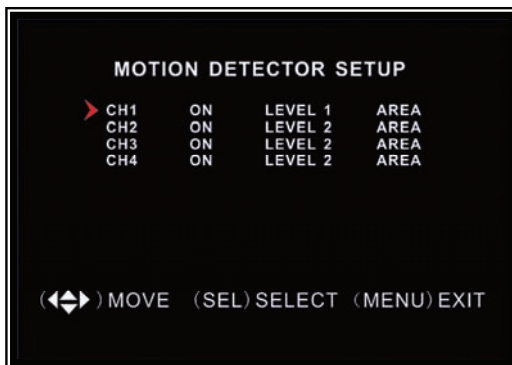 MOTION DETECTOR SETUP
CH1 ON LEVEL 1 AREA
CH2 ON LEVEL 2 AREA
CH3 ON LEVEL 2 AREA
CH4 ON LEVEL 2 AREA
(◀▲▼▶) MOVE (SEL) SELECT (MENU) EXIT